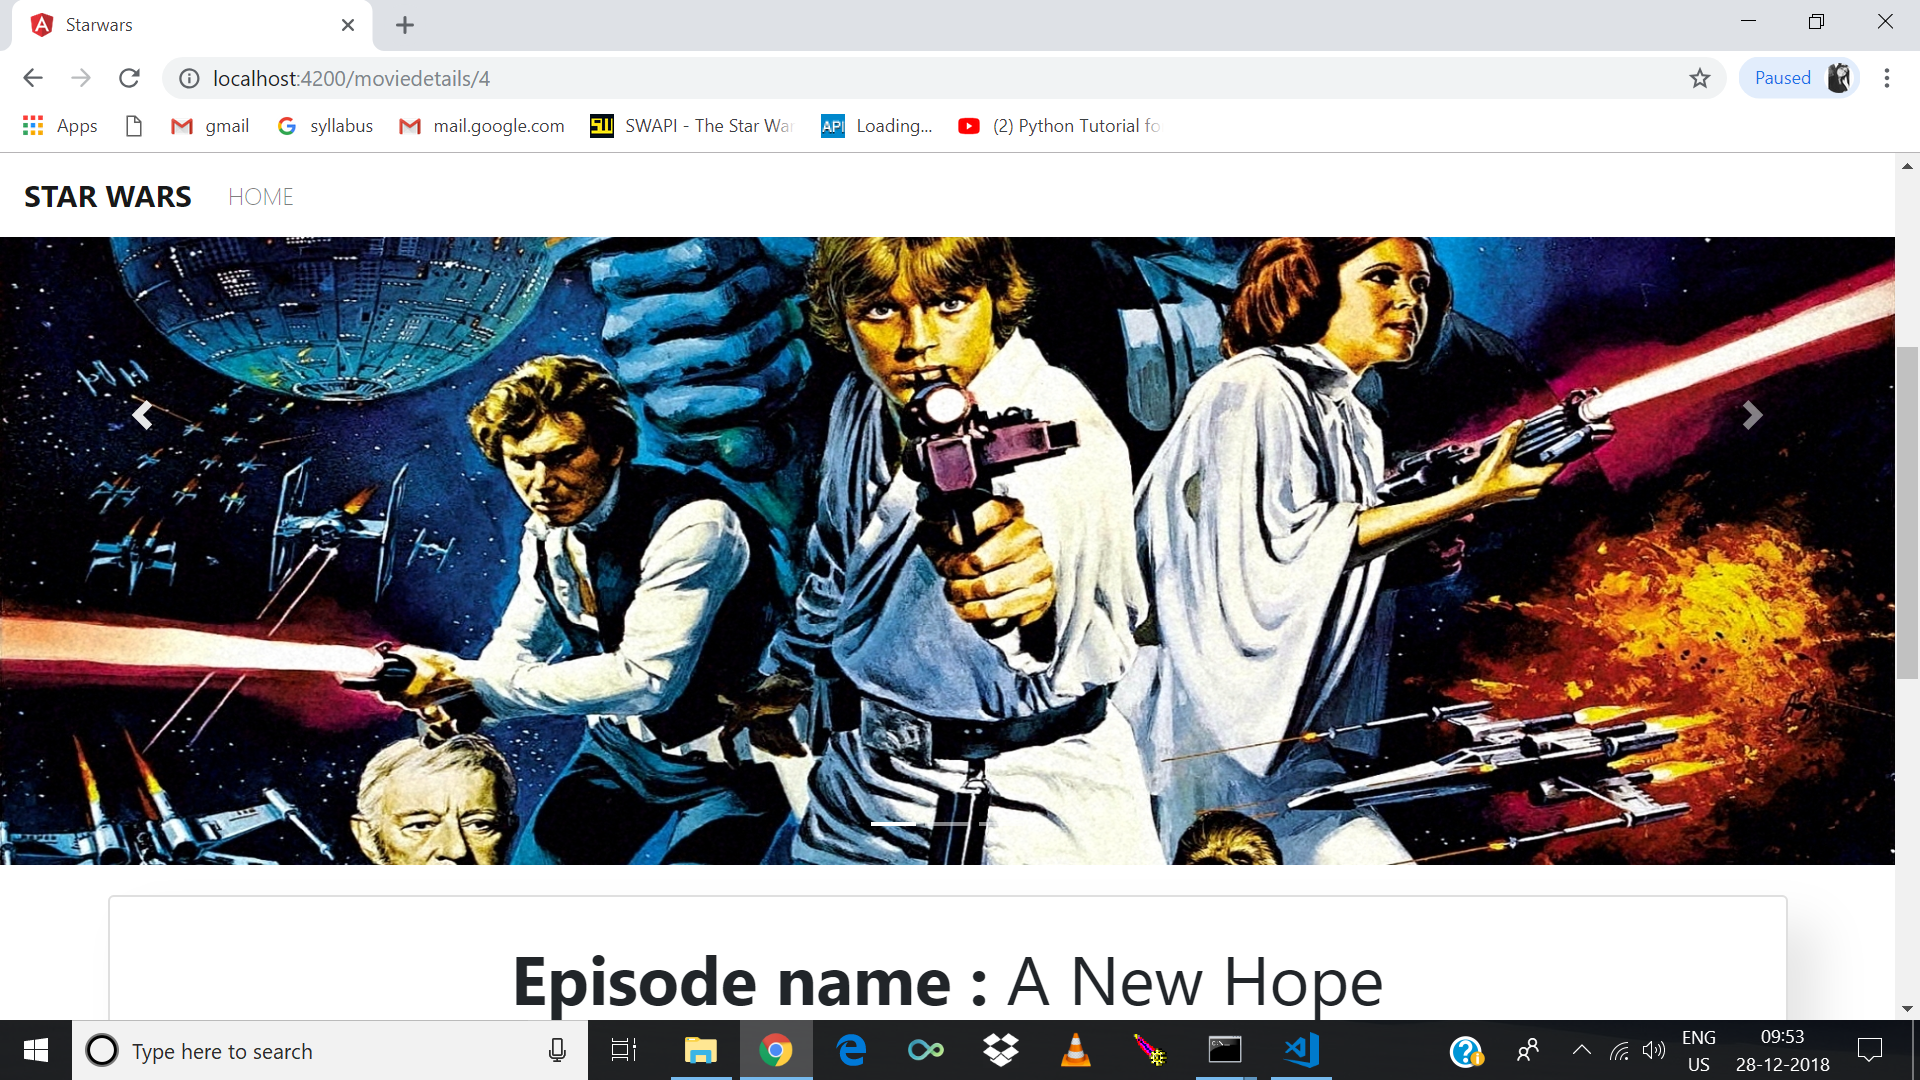 Starwars
localhost:4200/moviedetails/4
Paused
Apps
gmail
syllabus
mail.google.com
SWAPI - The Star Wa
API
Loading...
(2) Python Tutorial fo
STAR WARS HOME
Episode name : A New Hope
Type here to search
ENG
US
09:53
28-12-2018